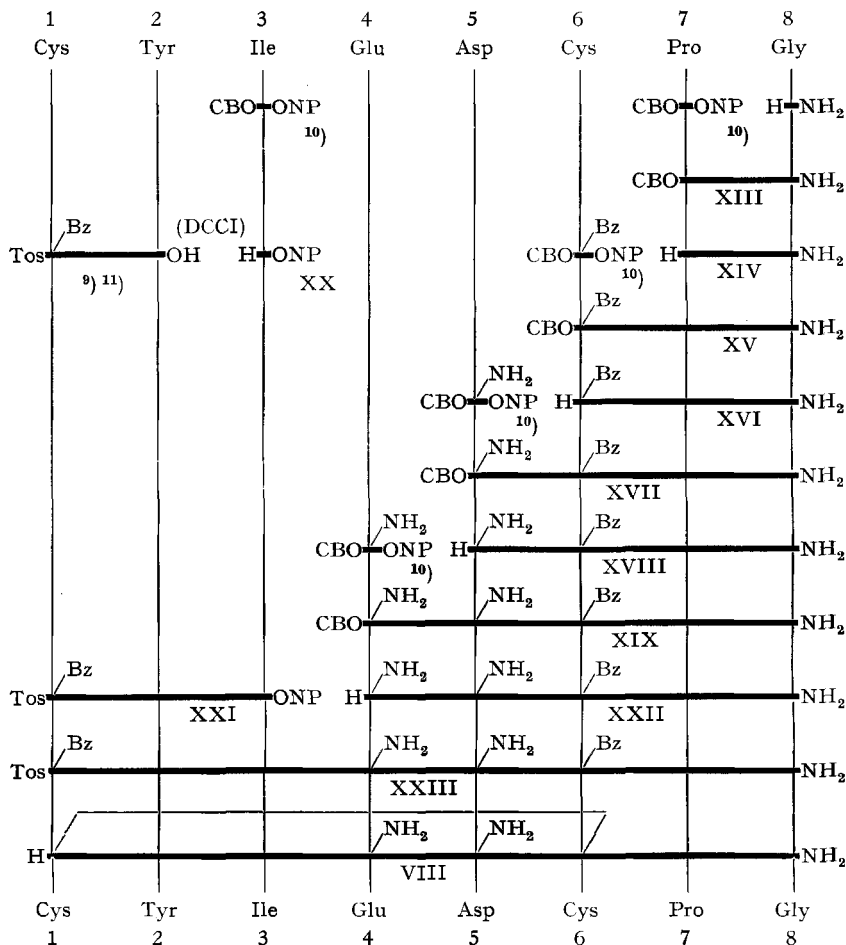 1 2 3 4 5 6 7 8
Cys Tyr Ile Glu Asp Cys Pro Gly
CBO ONP CBO ONP H NH₂
10) 10)
CBO NH₂
XIII
Bz (DCCI) Bz
Tos OH H ONP CBO ONP H NH₂
9) 11) XX 10) XIV
CBO Bz NH₂
XV
NH₂ Bz
CBO ONP H NH₂
10) XVI
NH₂ Bz
CBO NH₂
XVII
NH₂ NH₂ Bz
CBO ONP H NH₂
10) XVIII
NH₂ NH₂ Bz
CBO NH₂
XIX
Bz NH₂ NH₂ Bz
Tos ONP H NH₂
XXI XXII
Bz NH₂ NH₂ Bz
Tos NH₂
XXIII
NH₂ NH₂
H NH₂
VIII
Cys Tyr Ile Glu Asp Cys Pro Gly
1 2 3 4 5 6 7 8